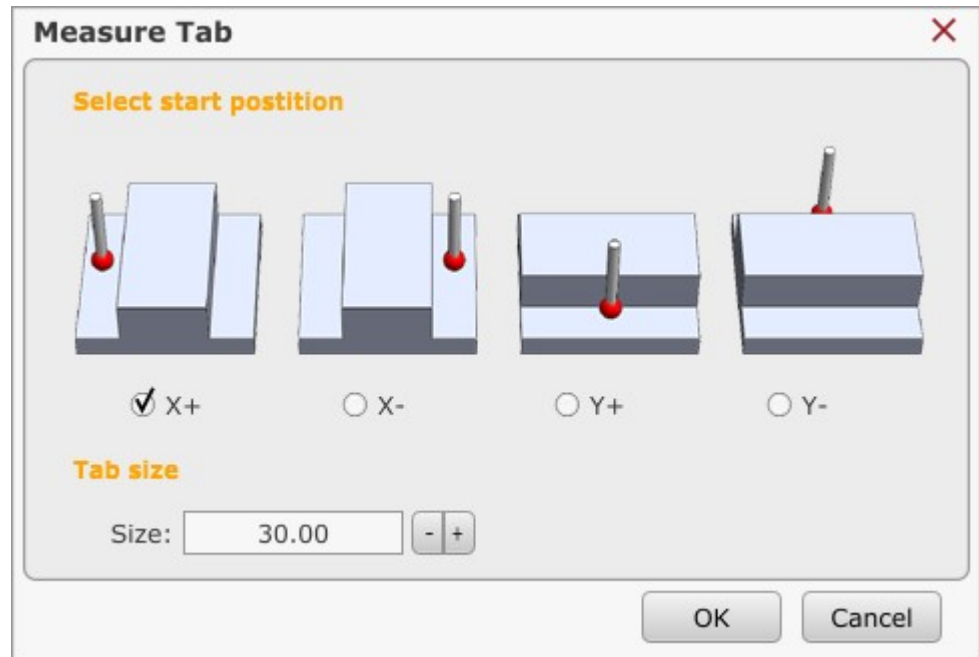 Measure Tab
Select start postition
X+ X- Y+ Y-
Tab size
Size: 30.00 - +
OK Cancel